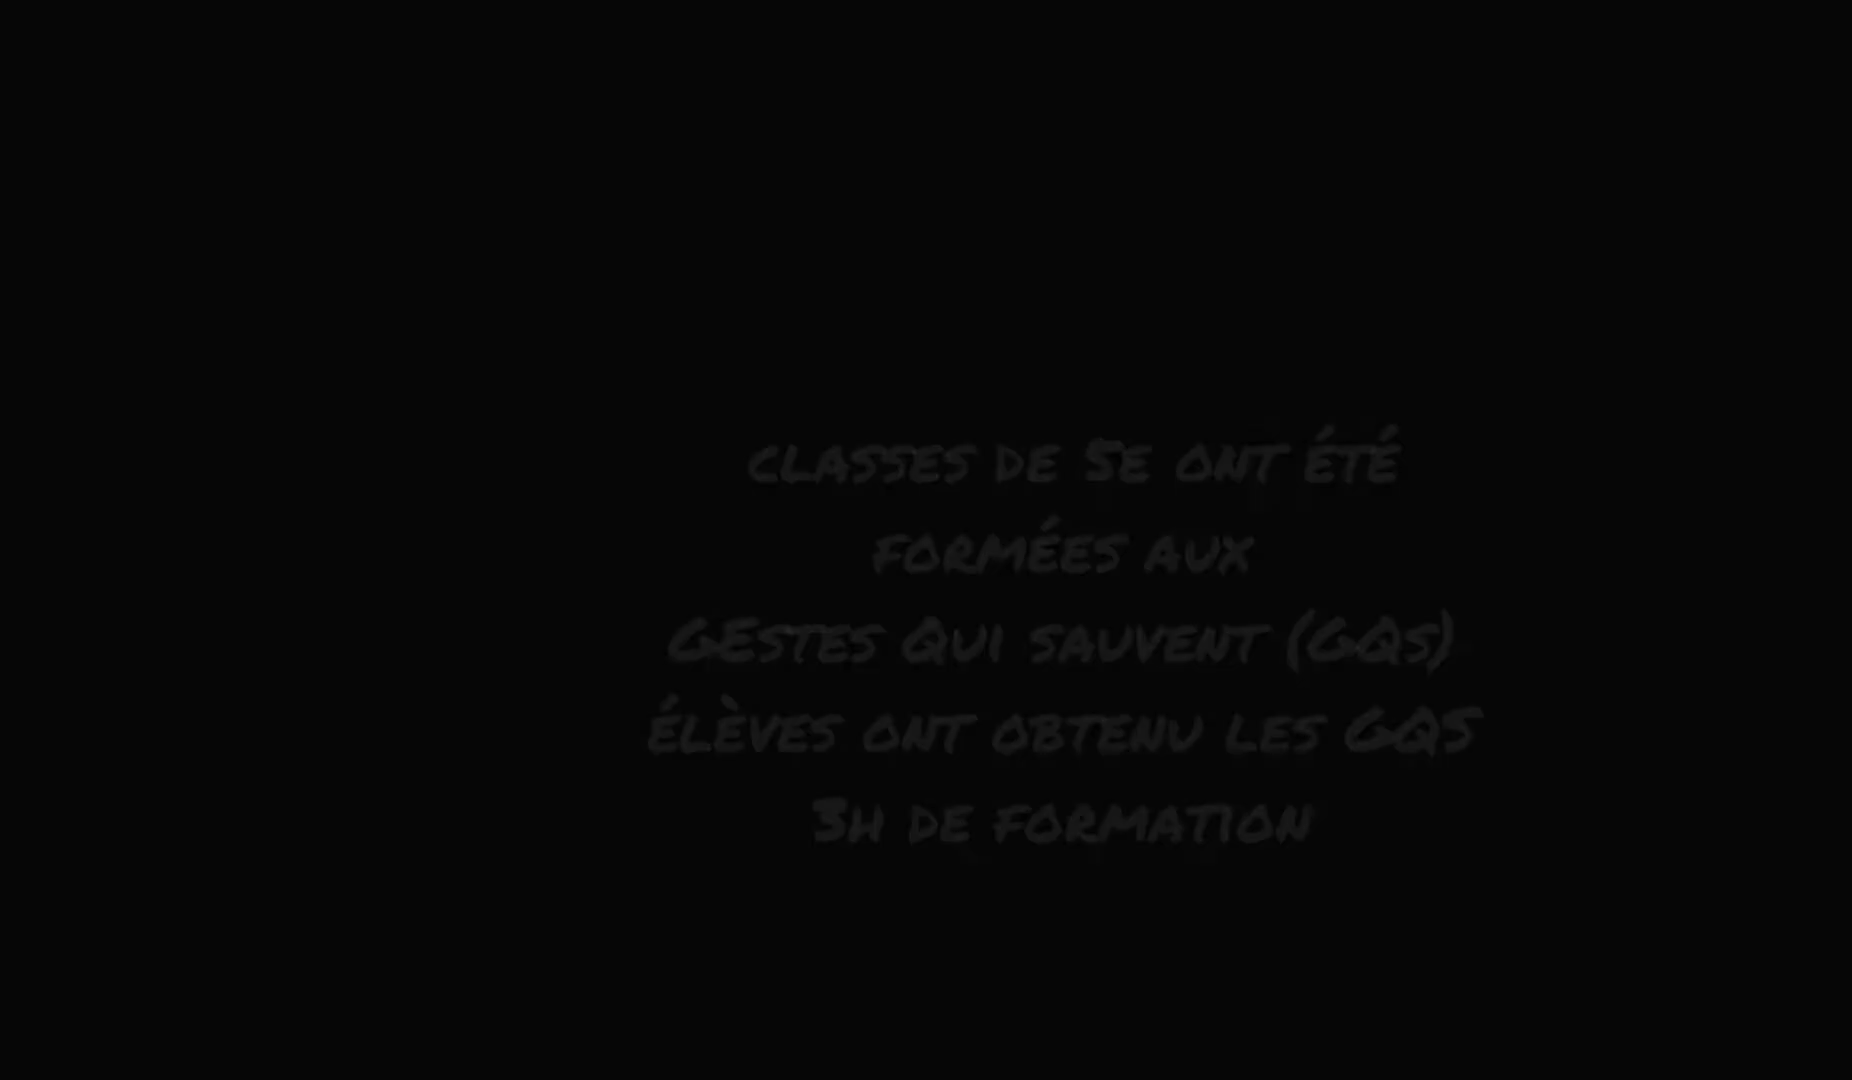 classes de 5e ont été
formées aux
GEstes Qui sauvent (GQs)
élèves ont obtenu les GQS
3h de formation